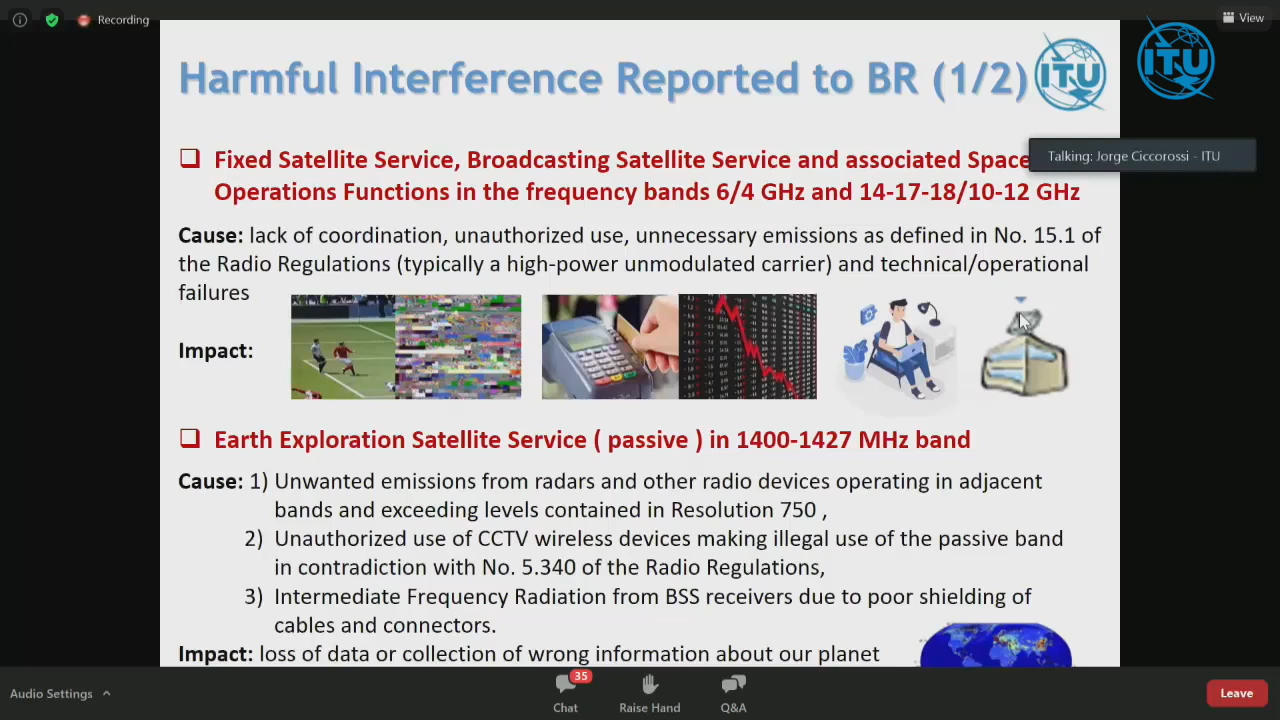 Recording
View
Harmful Interference Reported to BR (1/2)
ITU
ITU
Talking: Jorge Ciccorossi - ITU
❑ Fixed Satellite Service, Broadcasting Satellite Service and associated Space
Operations Functions in the frequency bands 6/4 GHz and 14-17-18/10-12 GHz
Cause: lack of coordination, unauthorized use, unnecessary emissions as defined in No. 15.1 of
the Radio Regulations (typically a high-power unmodulated carrier) and technical/operational
failures
Impact:
❑ Earth Exploration Satellite Service ( passive ) in 1400-1427 MHz band
Cause: 1) Unwanted emissions from radars and other radio devices operating in adjacent
bands and exceeding levels contained in Resolution 750 ,
2) Unauthorized use of CCTV wireless devices making illegal use of the passive band
in contradiction with No. 5.340 of the Radio Regulations,
3) Intermediate Frequency Radiation from BSS receivers due to poor shielding of
cables and connectors.
Impact: loss of data or collection of wrong information about our planet
Audio Settings
35
Chat
Raise Hand
Q&A
Leave